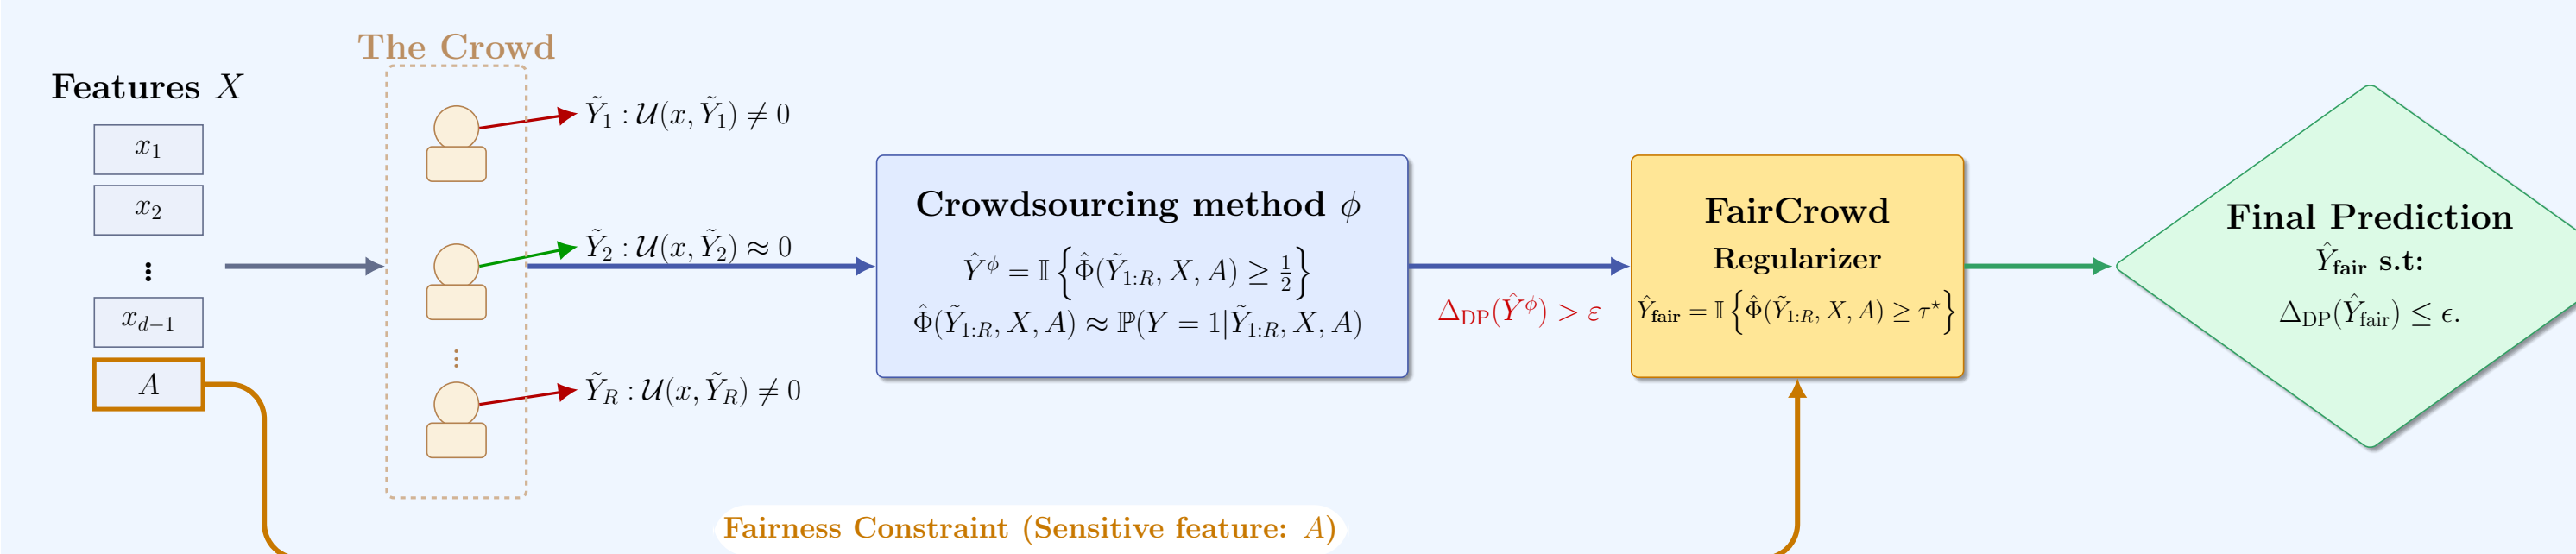 The Crowd
Features X
x₁
x₂
⋮
x_{d−1}
A
Ỹ₁ : 𝒰(x, Ỹ₁) ≠ 0
Ỹ₂ : 𝒰(x, Ỹ₂) ≈ 0
⋮
Ỹ_R : 𝒰(x, Ỹ_R) ≠ 0
Crowdsourcing method ϕ
Ŷ^ϕ = 𝕀 {Φ̂(Ỹ_{1:R}, X, A) ≥ 1/2}
Φ̂(Ỹ_{1:R}, X, A) ≈ ℙ(Y = 1|Ỹ_{1:R}, X, A)
Δ_DP(Ŷ^ϕ) > ε
FairCrowd
Regularizer
Ŷ_fair = 𝕀 {Φ̂(Ỹ_{1:R}, X, A) ≥ τ⋆}
Final Prediction
Ŷ_fair s.t:
Δ_DP(Ŷ_fair) ≤ ϵ.
Fairness Constraint (Sensitive feature: A)